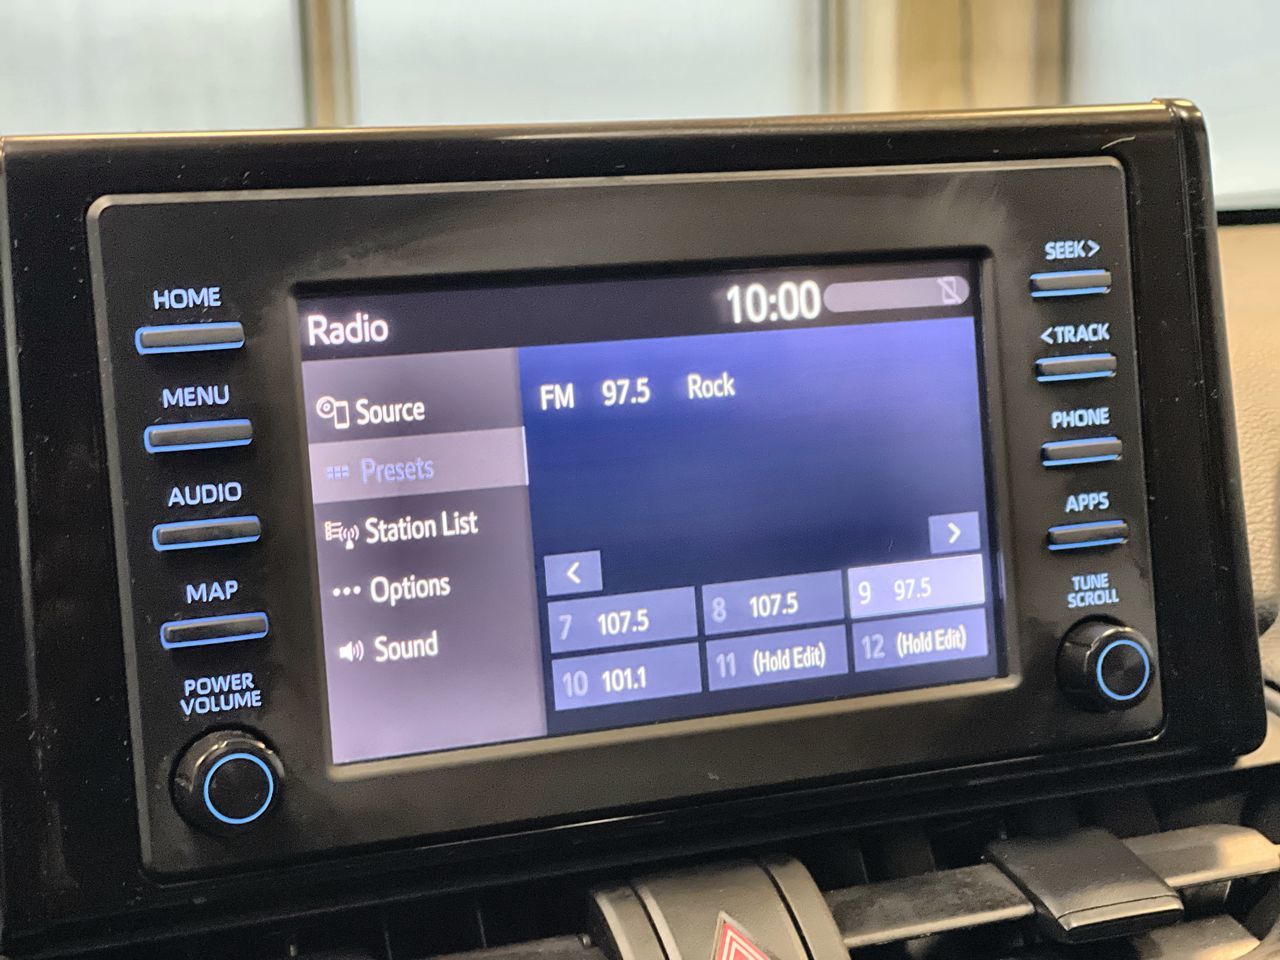 HOME
MENU
AUDIO
MAP
POWER
VOLUME
Radio
10:00
Source
Presets
Station List
Options
Sound
FM 97.5 Rock
<
>
7 107.5
8 107.5
9 97.5
10 101.1
11 (Hold Edit)
12 (Hold Edit)
SEEK>
<TRACK
PHONE
APPS
TUNE
SCROLL